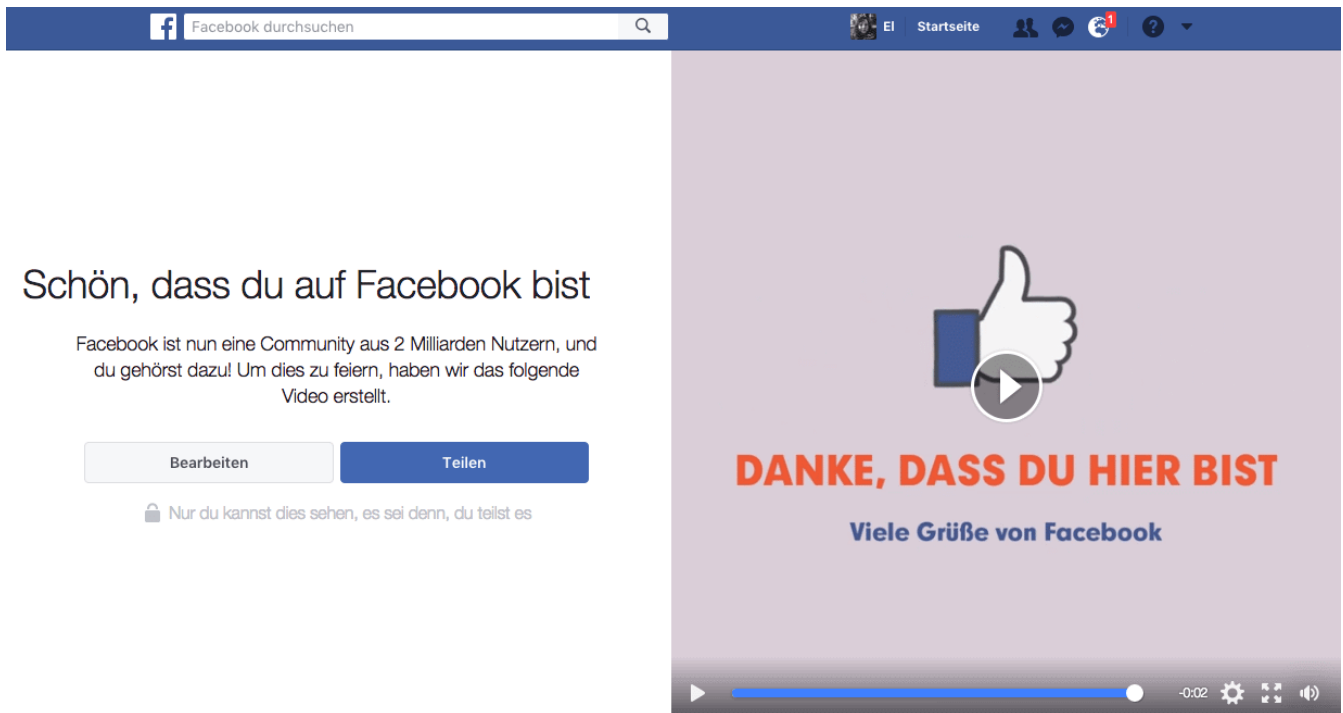 Facebook durchsuchen
El
Startseite
1
Schön, dass du auf Facebook bist
Facebook ist nun eine Community aus 2 Milliarden Nutzern, und
du gehörst dazu! Um dies zu feiern, haben wir das folgende
Video erstellt.
Bearbeiten
Teilen
Nur du kannst dies sehen, es sei denn, du teilst es
DANKE, DASS DU HIER BIST
Viele Grüße von Facebook
-0:02